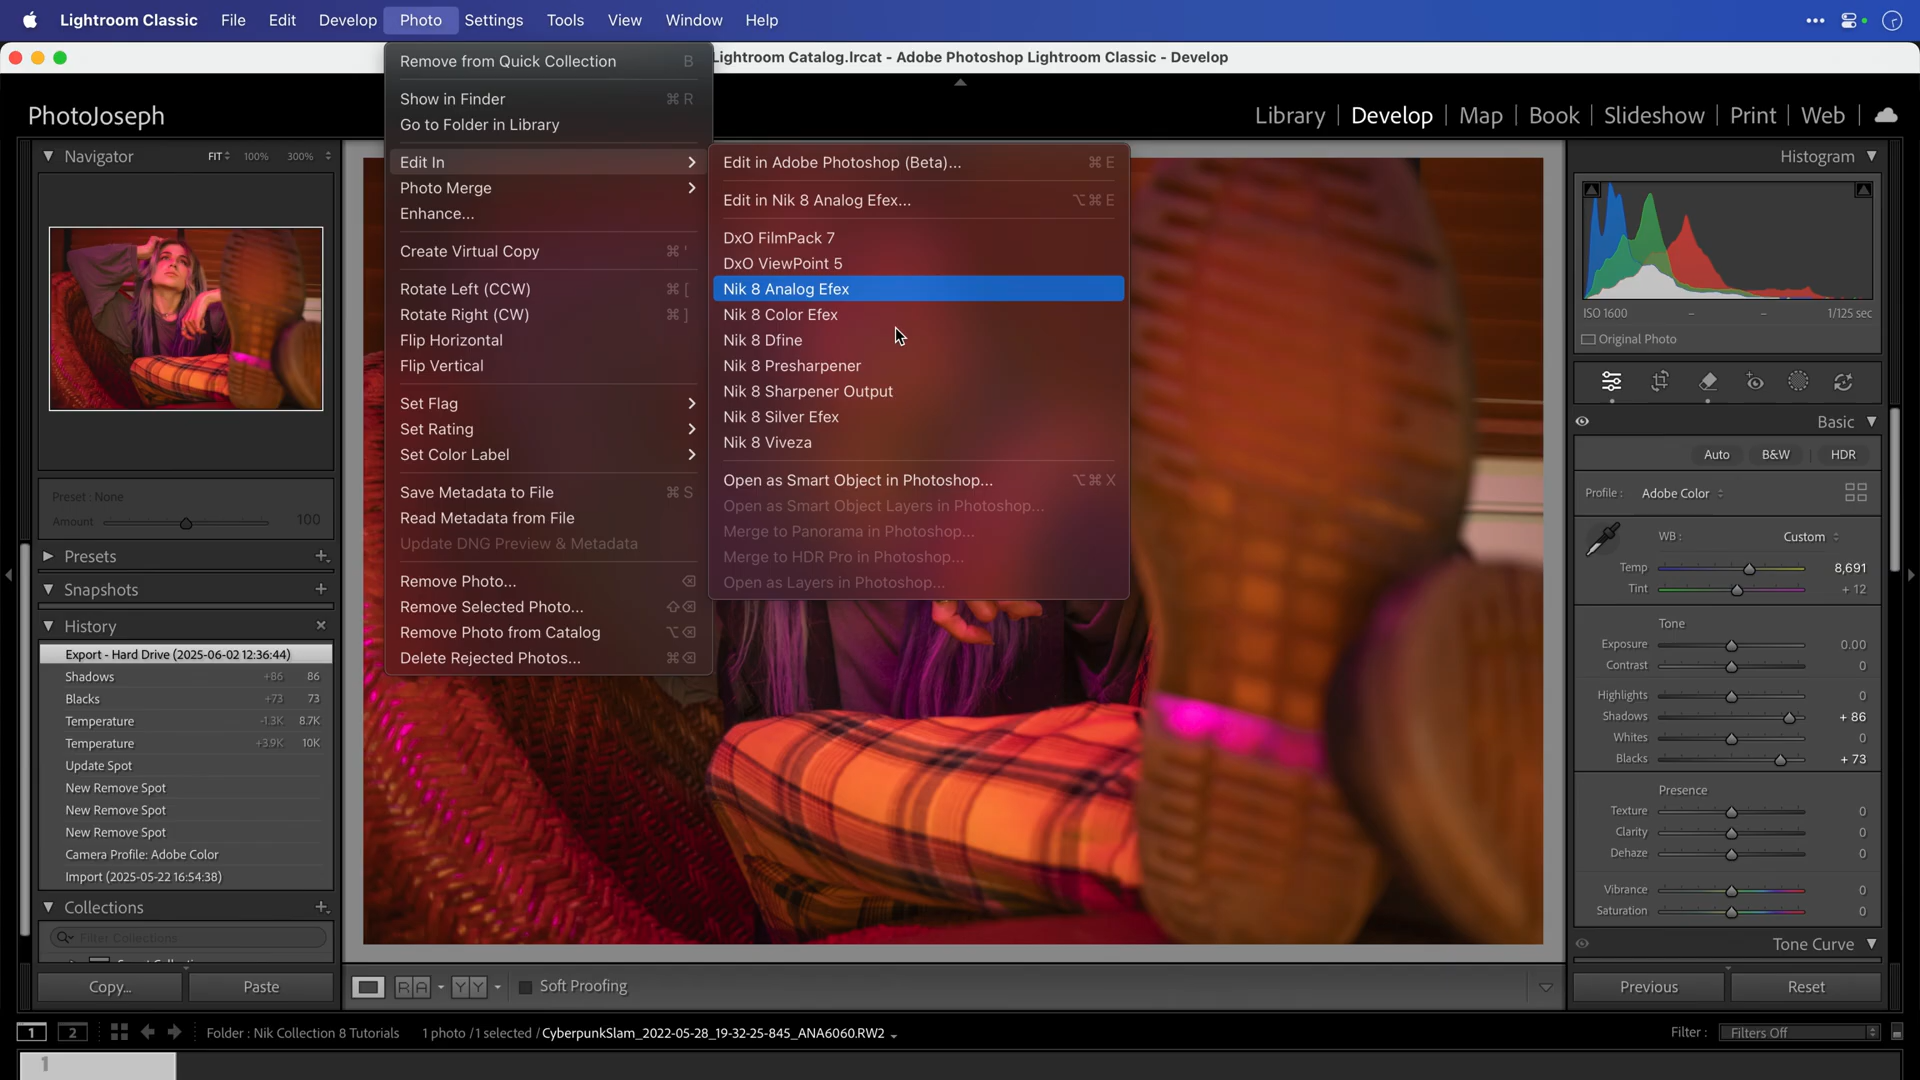 Lightroom Classic File Edit Develop Photo Settings Tools View Window Help
Lightroom Catalog.lrcat - Adobe Photoshop Lightroom Classic - Develop
PhotoJoseph
Library | Develop | Map | Book | Slideshow | Print | Web
Remove from Quick Collection B
Show in Finder ⌘ R
Go to Folder in Library
Edit In
Photo Merge
Enhance...
Create Virtual Copy ⌘ '
Rotate Left (CCW) ⌘ [
Rotate Right (CW) ⌘ ]
Flip Horizontal
Flip Vertical
Set Flag
Set Rating
Set Color Label
Save Metadata to File ⌘ S
Read Metadata from File
Update DNG Preview & Metadata
Remove Photo... ⌫
Remove Selected Photo... ⇧⌫
Remove Photo from Catalog ⌥⌫
Delete Rejected Photos... ⌘⌫
Edit in Adobe Photoshop (Beta)... ⌘ E
Edit in Nik 8 Analog Efex... ⌥⌘ E
DxO FilmPack 7
DxO ViewPoint 5
Nik 8 Analog Efex
Nik 8 Color Efex
Nik 8 Dfine
Nik 8 Presharpener
Nik 8 Sharpener Output
Nik 8 Silver Efex
Nik 8 Viveza
Open as Smart Object in Photoshop... ⌥⌘ X
Open as Smart Object Layers in Photoshop...
Merge to Panorama in Photoshop...
Merge to HDR Pro in Photoshop...
Open as Layers in Photoshop...
Navigator FIT 100% 300%
Preset : None
Amount 100
Presets
Snapshots
History
Export - Hard Drive (2025-06-02 12:36:44)
Shadows +86 86
Blacks +73 73
Temperature -1.3K 8.7K
Temperature +3.9K 10K
Update Spot
New Remove Spot
New Remove Spot
New Remove Spot
Camera Profile: Adobe Color
Import (2025-05-22 16:54:38)
Collections
Filter Collections
Copy... Paste
R A Y Y Soft Proofing
Histogram
ISO 1600 – – 1/125 sec
Original Photo
Basic
Auto B&W HDR
Profile : Adobe Color
WB : Custom
Temp 8,691
Tint + 12
Tone
Exposure 0.00
Contrast 0
Highlights 0
Shadows + 86
Whites 0
Blacks + 73
Presence
Texture 0
Clarity 0
Dehaze 0
Vibrance 0
Saturation 0
Tone Curve
Previous Reset
1 2 Folder : Nik Collection 8 Tutorials 1 photo / 1 selected / CyberpunkSlam_2022-05-28_19-32-25-845_ANA6060.RW2 Filter : Filters Off
1